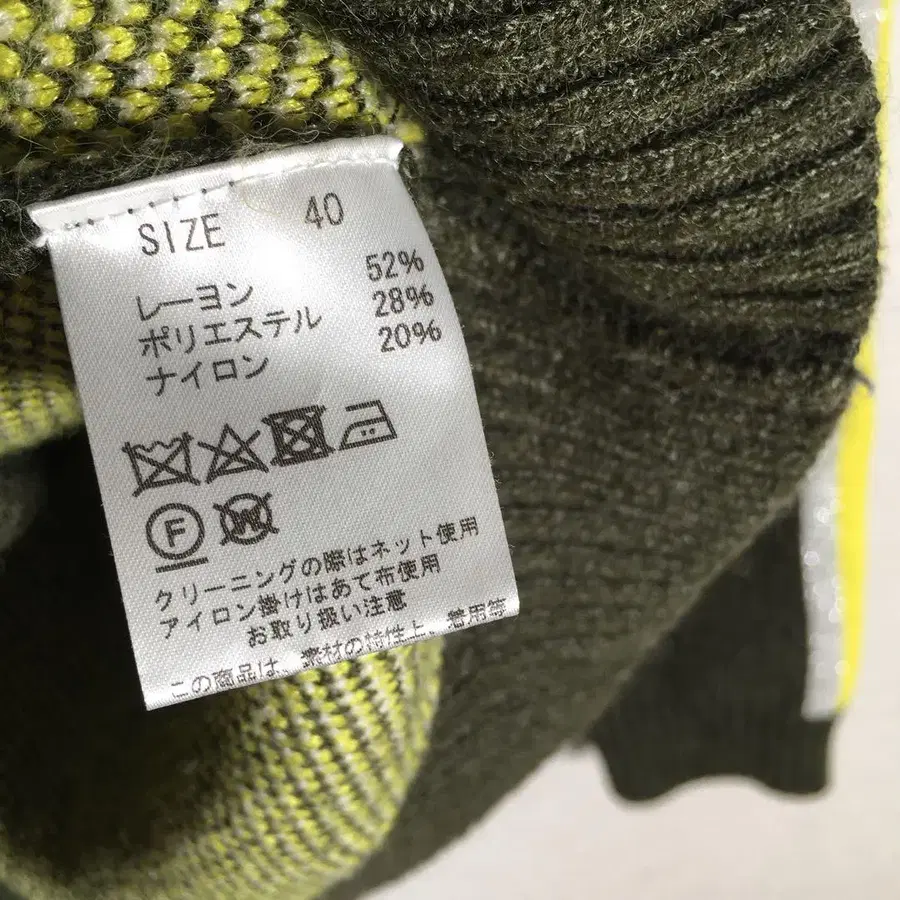 SIZE 40
レーヨン 52%
ポリエステル 28%
ナイロン 20%
F W
クリーニングの際はネット使用
アイロン掛けはあて布使用
お取り扱い注意
この商品は、素材の特性上、着用等